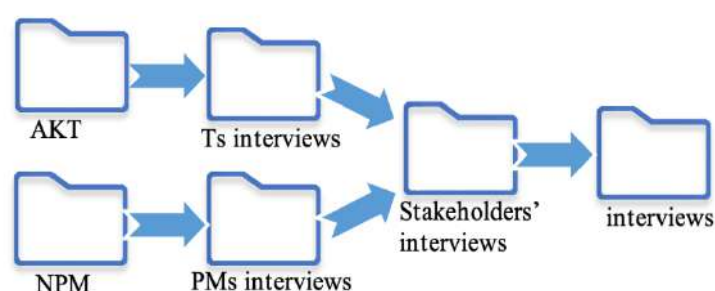 AKT
Ts interviews
Stakeholders'
interviews
interviews
NPM
PMs interviews